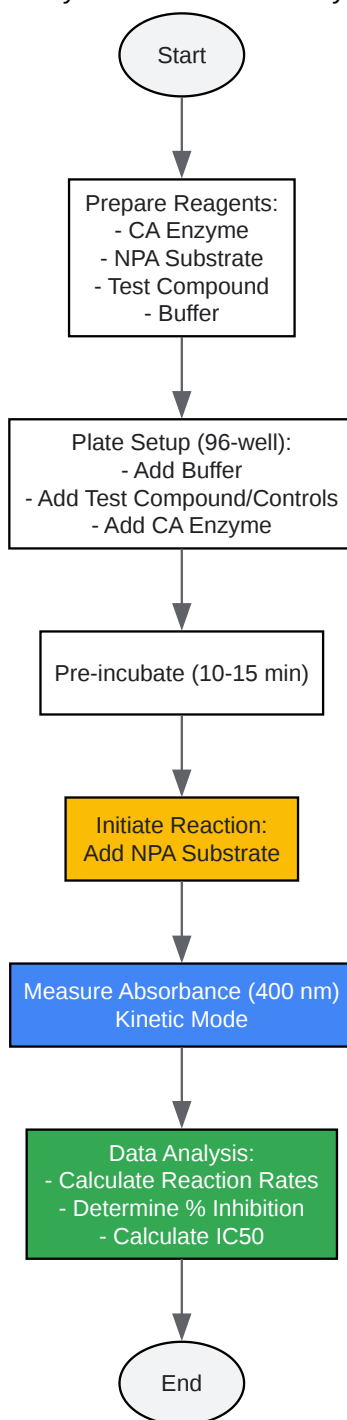 Start
Prepare Reagents:
- CA Enzyme
- NPA Substrate
- Test Compound
- Buffer
Plate Setup (96-well):
- Add Buffer
- Add Test Compound/Controls
- Add CA Enzyme
Pre-incubate (10-15 min)
Initiate Reaction:
Add NPA Substrate
Measure Absorbance (400 nm)
Kinetic Mode
Data Analysis:
- Calculate Reaction Rates
- Determine % Inhibition
- Calculate IC50
End